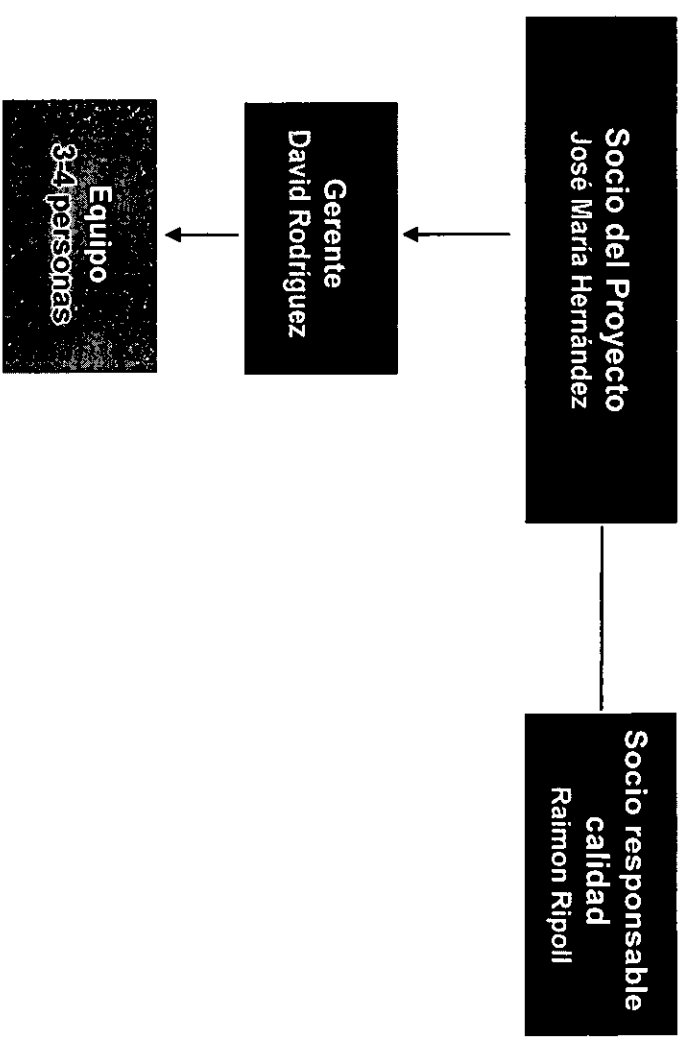 Socio del Proyecto
José María Hernández
Socio responsable
calidad
Raimon Ripoll
Gerente
David Rodríguez
Equipo
3-4 personas